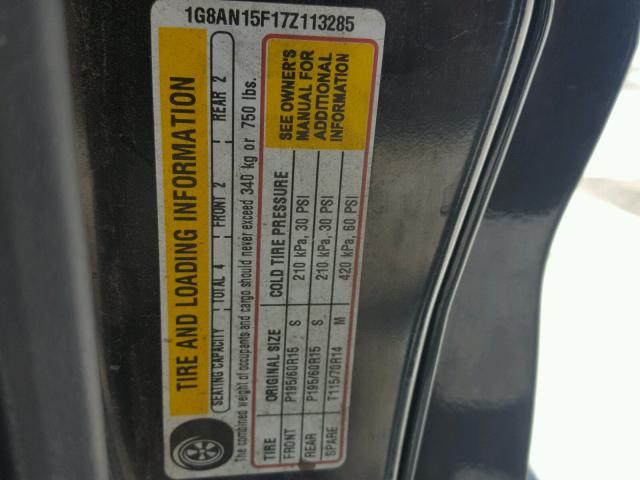 1G8AN15F17Z113285
TIRE AND LOADING INFORMATION
SEATING CAPACITY TOTAL 4 FRONT 2 REAR 2
The combined weight of occupants and cargo should never exceed 340 kg or 750 lbs.
TIRE ORIGINAL SIZE COLD TIRE PRESSURE
FRONT P195/60R15 S 210 kPa, 30 PSI
REAR P195/60R15 S 210 kPa, 30 PSI
SPARE T115/70R14 M 420 kPa, 60 PSI
SEE OWNER'S
MANUAL FOR
ADDITIONAL
INFORMATION